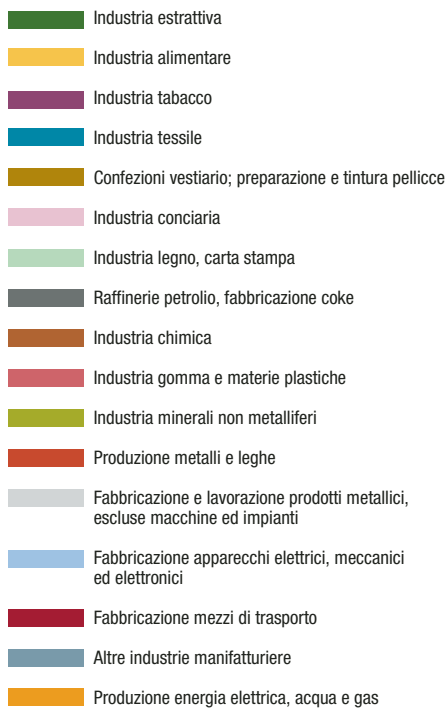 Industria estrattiva
Industria alimentare
Industria tabacco
Industria tessile
Confezioni vestiario; preparazione e tintura pellicce
Industria conciaria
Industria legno, carta stampa
Raffinerie petrolio, fabbricazione coke
Industria chimica
Industria gomma e materie plastiche
Industria minerali non metalliferi
Produzione metalli e leghe
Fabbricazione e lavorazione prodotti metallici,
escluse macchine ed impianti
Fabbricazione apparecchi elettrici, meccanici
ed elettronici
Fabbricazione mezzi di trasporto
Altre industrie manifatturiere
Produzione energia elettrica, acqua e gas